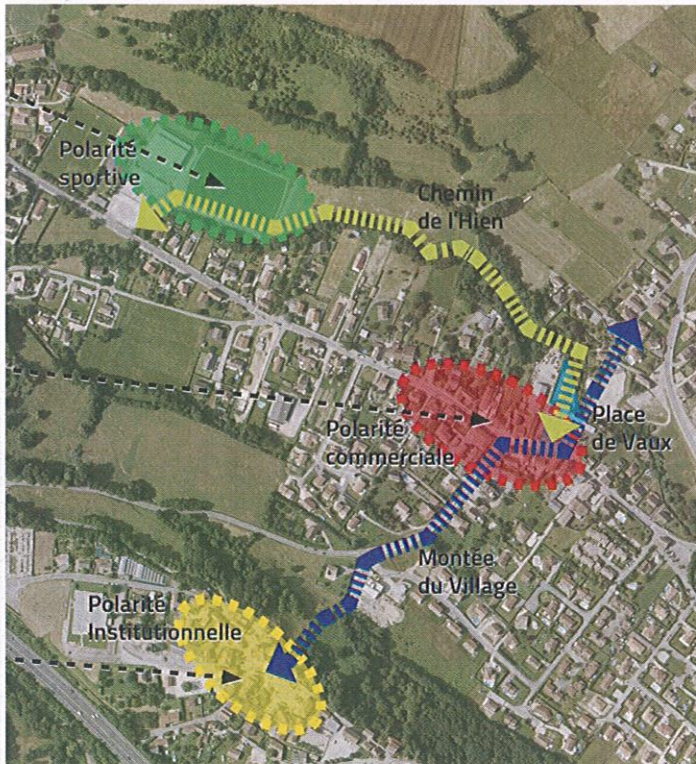 Polarité
sportive
Chemin
de l'Hien
Polarité
commerciale
Place
de Vaux
Montée
du Village
Polarité
Institutionnelle